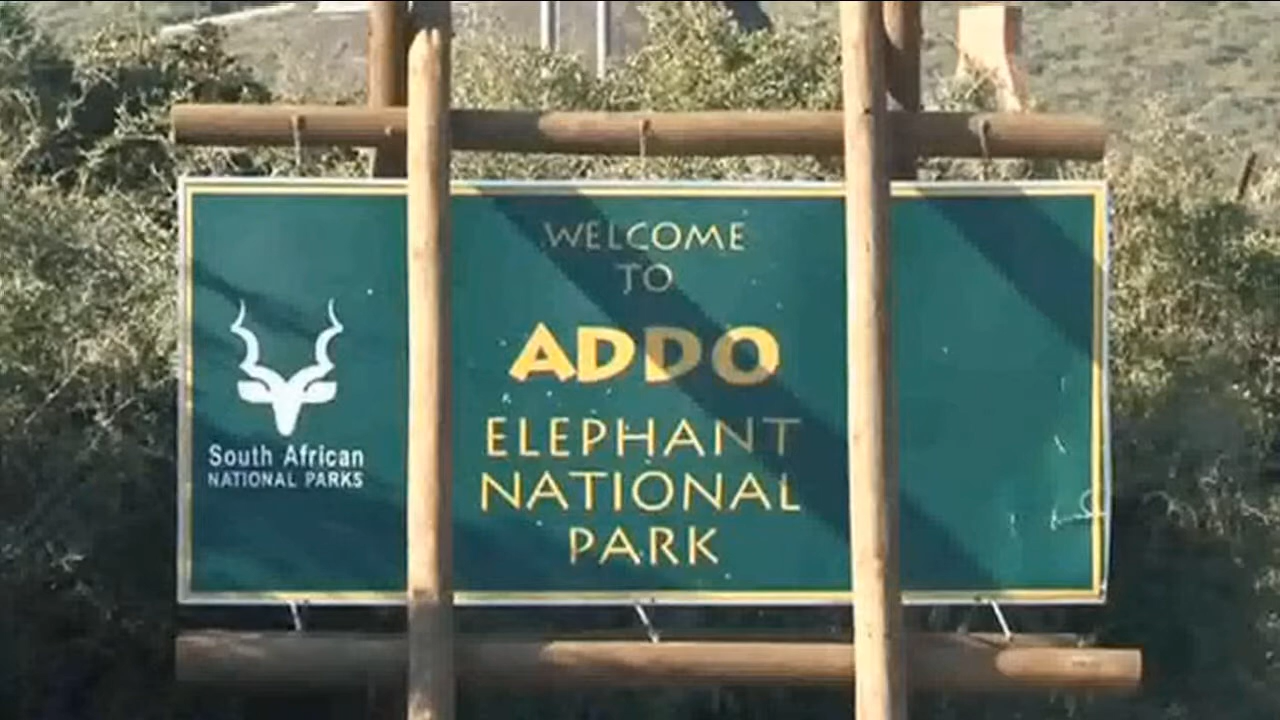 WELCOME
TO
ADDO
ELEPHANT
NATIONAL
PARK
South African
NATIONAL PARKS